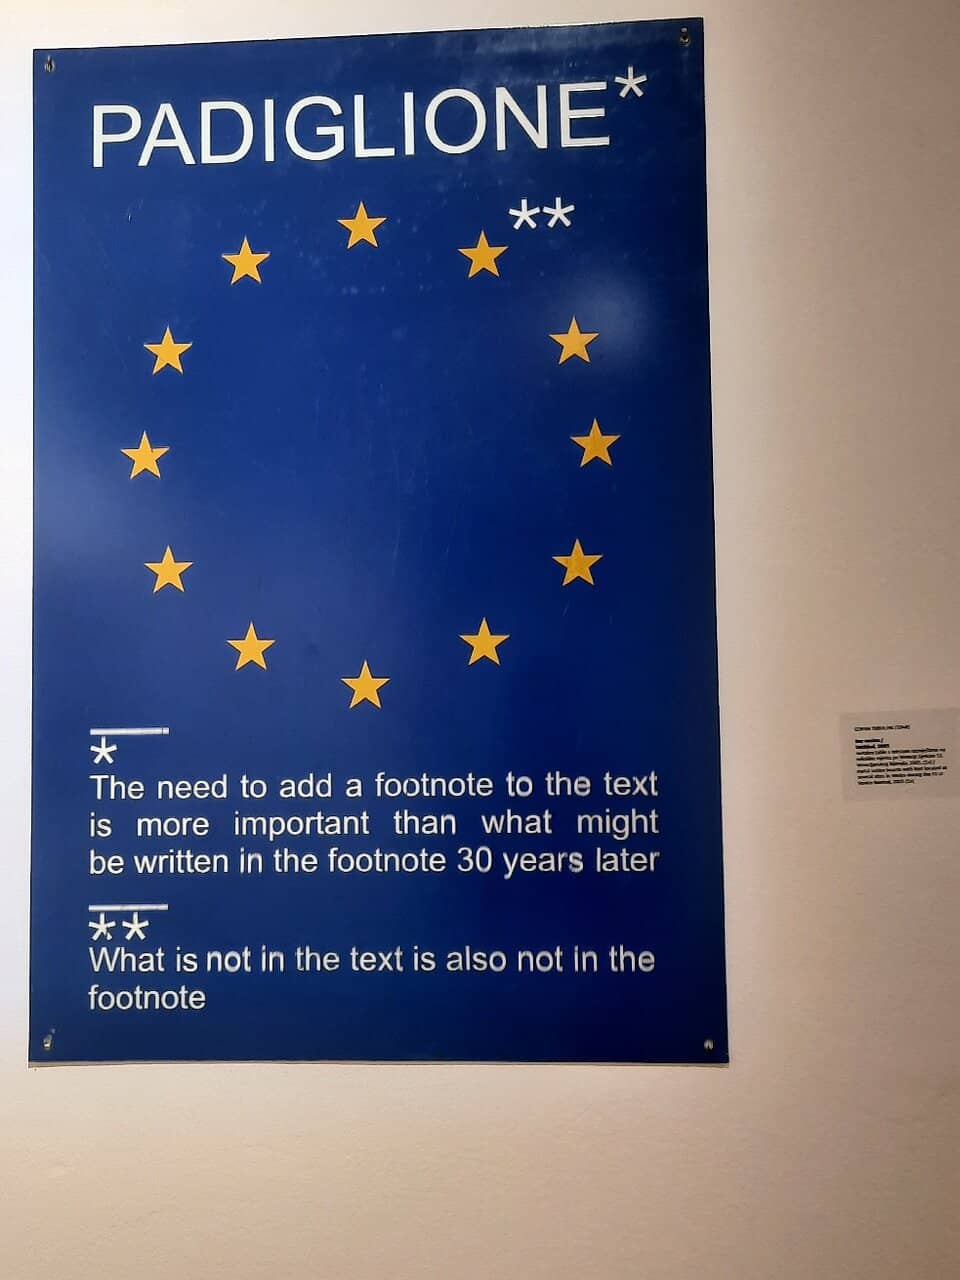 PADIGLIONE*
**
*
The need to add a footnote to the text
is more important than what might
be written in the footnote 30 years later
**
What is not in the text is also not in the
footnote